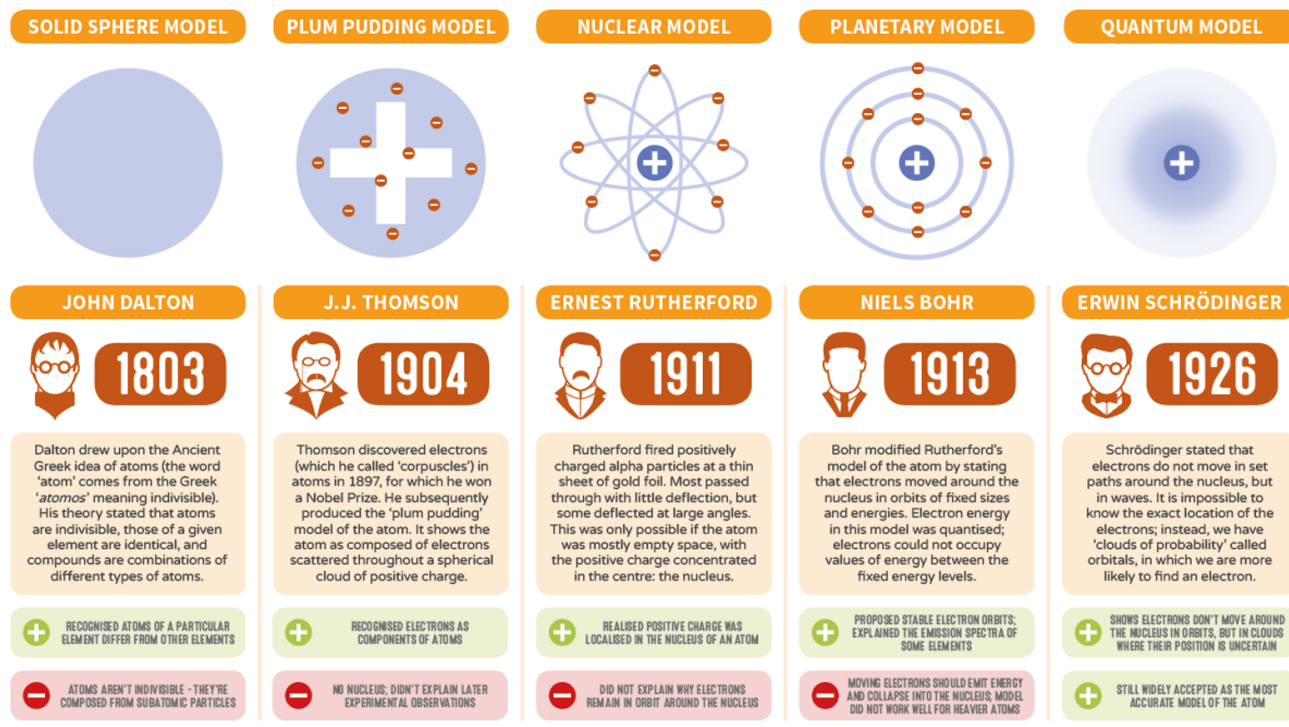 SOLID SPHERE MODEL
PLUM PUDDING MODEL
NUCLEAR MODEL
PLANETARY MODEL
QUANTUM MODEL
JOHN DALTON
1803
Dalton drew upon the Ancient
Greek idea of atoms (the word
‘atom’ comes from the Greek
‘atomos’ meaning indivisible).
His theory stated that atoms
are indivisible, those of a given
element are identical, and
compounds are combinations of
different types of atoms.
RECOGNISED ATOMS OF A PARTICULAR
ELEMENT DIFFER FROM OTHER ELEMENTS
ATOMS AREN'T INDIVISIBLE - THEY'RE
COMPOSED FROM SUBATOMIC PARTICLES
J.J. THOMSON
1904
Thomson discovered electrons
(which he called ‘corpuscles’) in
atoms in 1897, for which he won
a Nobel Prize. He subsequently
produced the ‘plum pudding’
model of the atom. It shows the
atom as composed of electrons
scattered throughout a spherical
cloud of positive charge.
RECOGNISED ELECTRONS AS
COMPONENTS OF ATOMS
NO NUCLEUS; DIDN'T EXPLAIN LATER
EXPERIMENTAL OBSERVATIONS
ERNEST RUTHERFORD
1911
Rutherford fired positively
charged alpha particles at a thin
sheet of gold foil. Most passed
through with little deflection, but
some deflected at large angles.
This was only possible if the atom
was mostly empty space, with
the positive charge concentrated
in the centre: the nucleus.
REALISED POSITIVE CHARGE WAS
LOCALISED IN THE NUCLEUS OF AN ATOM
DID NOT EXPLAIN WHY ELECTRONS
REMAIN IN ORBIT AROUND THE NUCLEUS
NIELS BOHR
1913
Bohr modified Rutherford's
model of the atom by stating
that electrons moved around the
nucleus in orbits of fixed sizes
and energies. Electron energy
in this model was quantised;
electrons could not occupy
values of energy between the
fixed energy levels.
PROPOSED STABLE ELECTRON ORBITS;
EXPLAINED THE EMISSION SPECTRA OF
SOME ELEMENTS
MOVING ELECTRONS SHOULD EMIT ENERGY
AND COLLAPSE INTO THE NUCLEUS; MODEL
DID NOT WORK WELL FOR HEAVIER ATOMS
ERWIN SCHRÖDINGER
1926
Schrödinger stated that
electrons do not move in set
paths around the nucleus, but
in waves. It is impossible to
know the exact location of the
electrons; instead, we have
‘clouds of probability’ called
orbitals, in which we are more
likely to find an electron.
SHOWS ELECTRONS DON'T MOVE AROUND
THE NUCLEUS IN ORBITS, BUT IN CLOUDS
WHERE THEIR POSITION IS UNCERTAIN
STILL WIDELY ACCEPTED AS THE MOST
ACCURATE MODEL OF THE ATOM